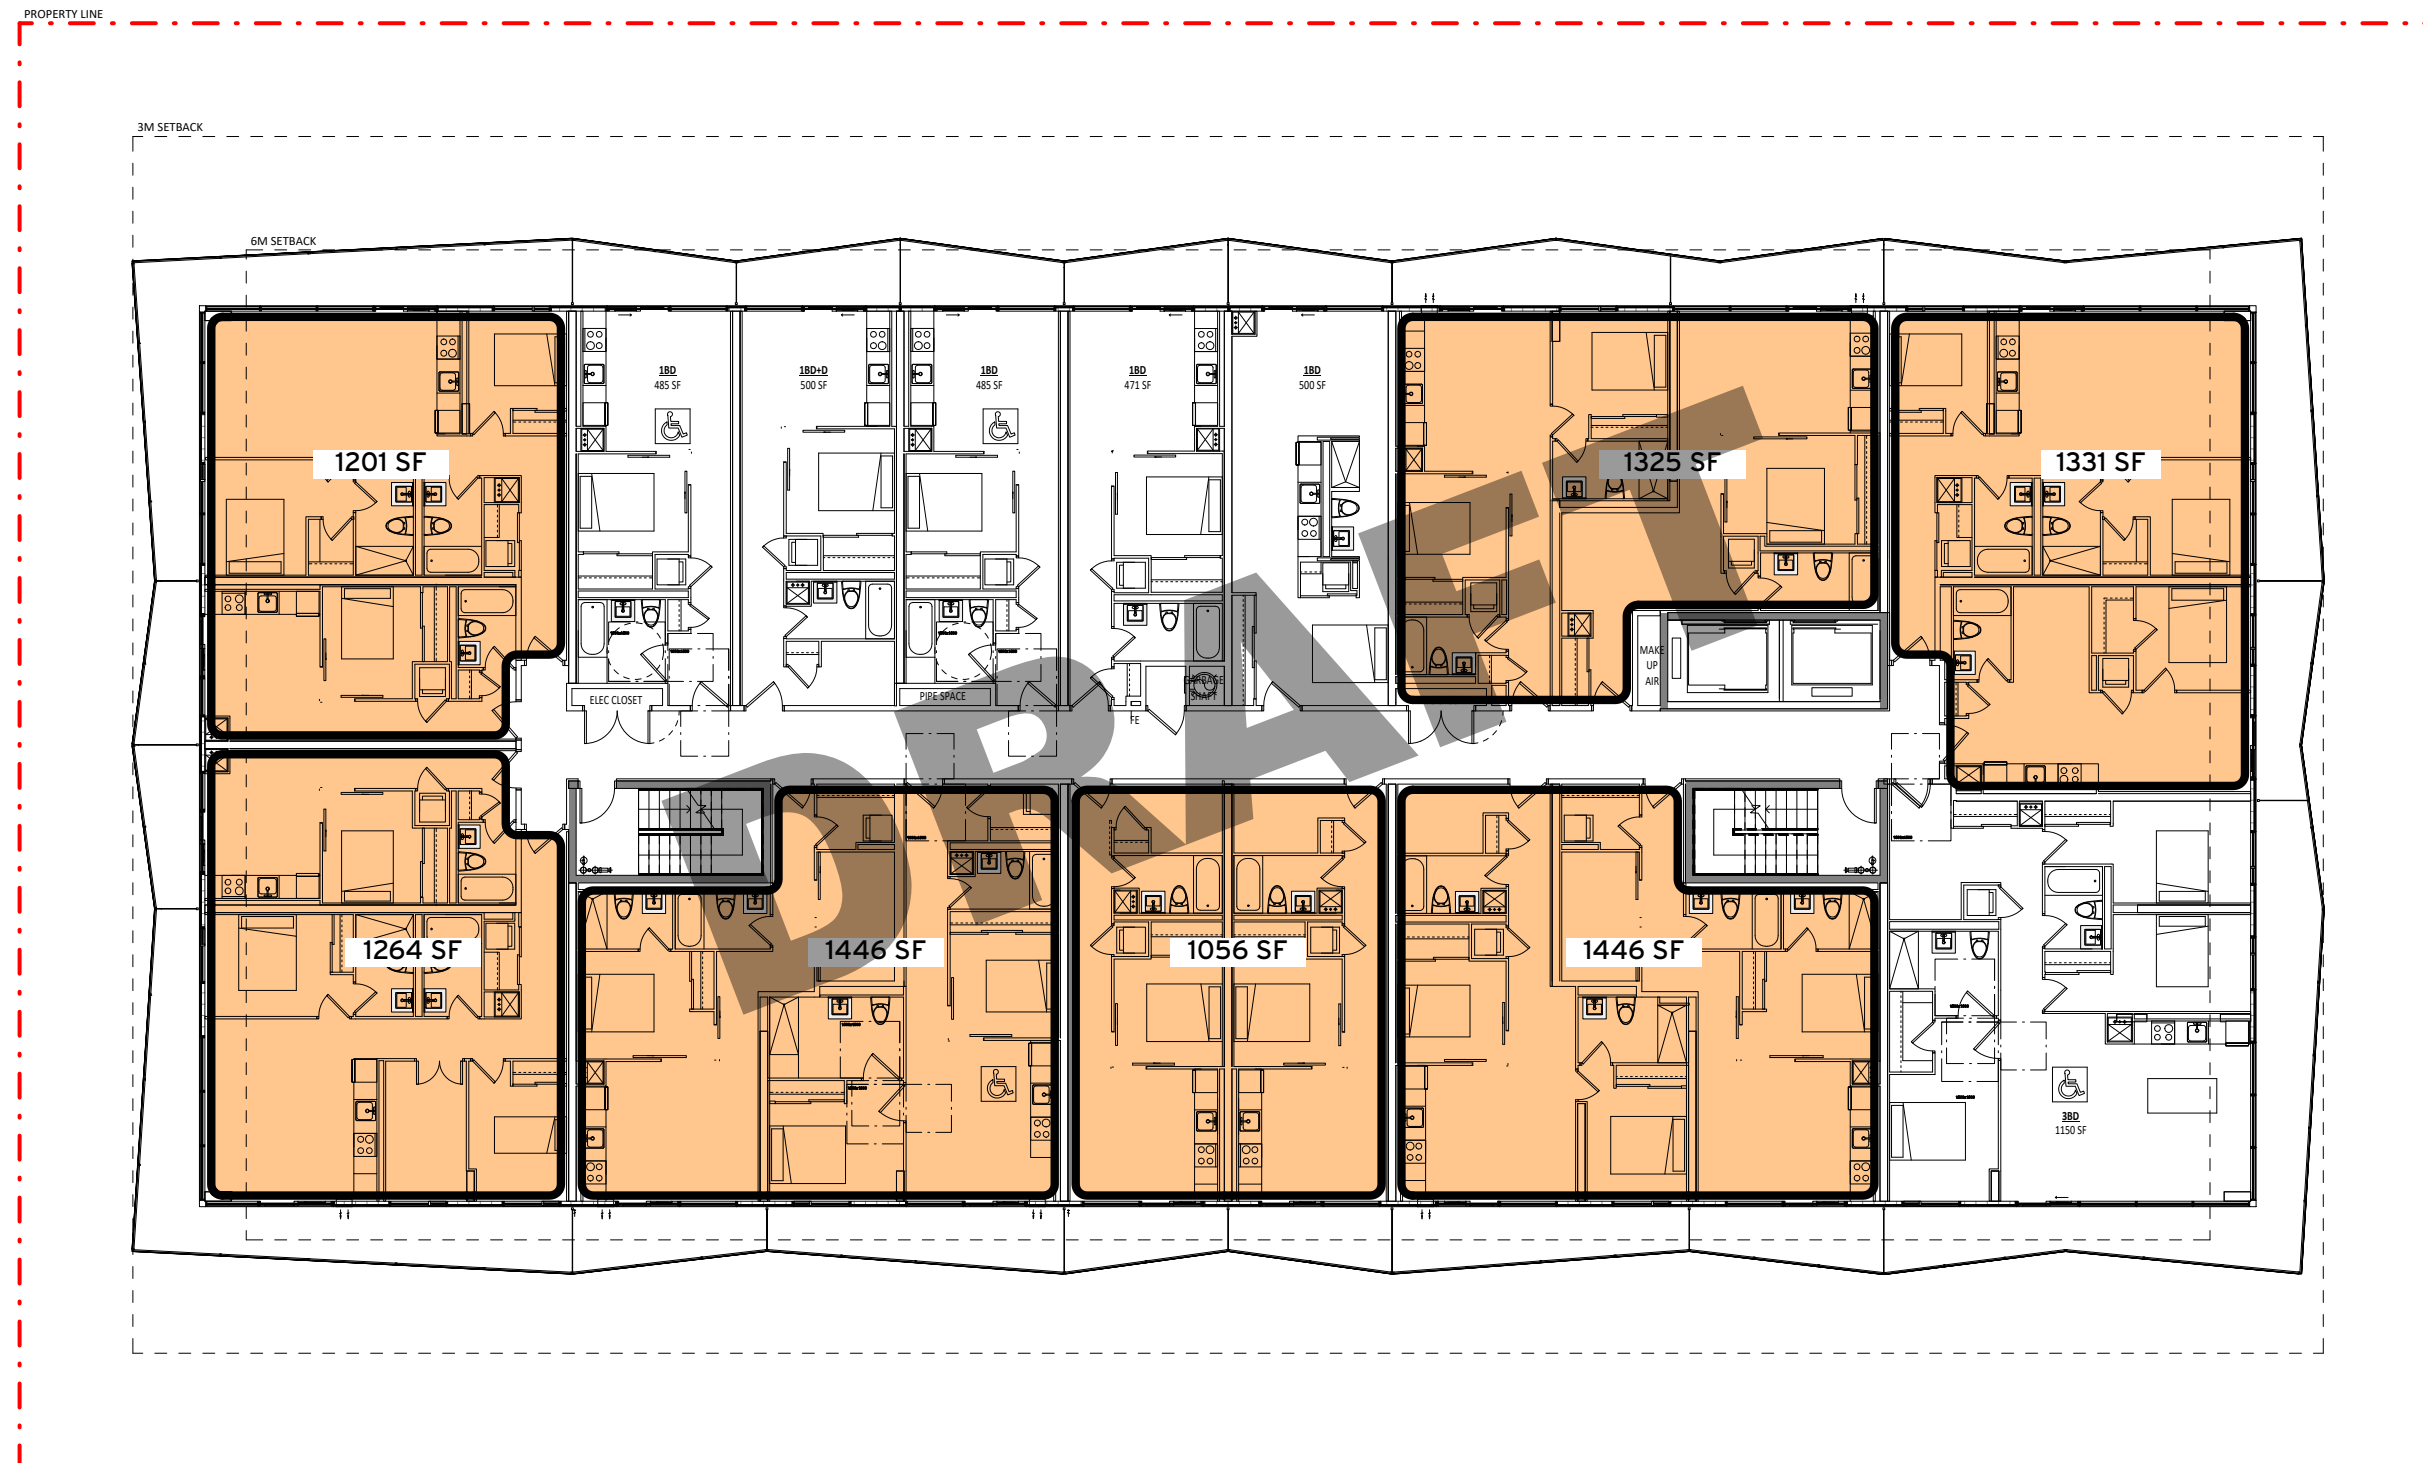 PROPERTY LINE
3M SETBACK
6M SETBACK
1BD
485 SF
1BD+D
500 SF
1BD
485 SF
1BD
471 SF
1BD
500 SF
1201 SF
1325 SF
1331 SF
MAKE
UP
AIR
ELEC CLOSET
PIPE SPACE
GARBAGE
SHAFT
FE
DRAFT
1264 SF
1446 SF
1056 SF
1446 SF
3BD
1150 SF